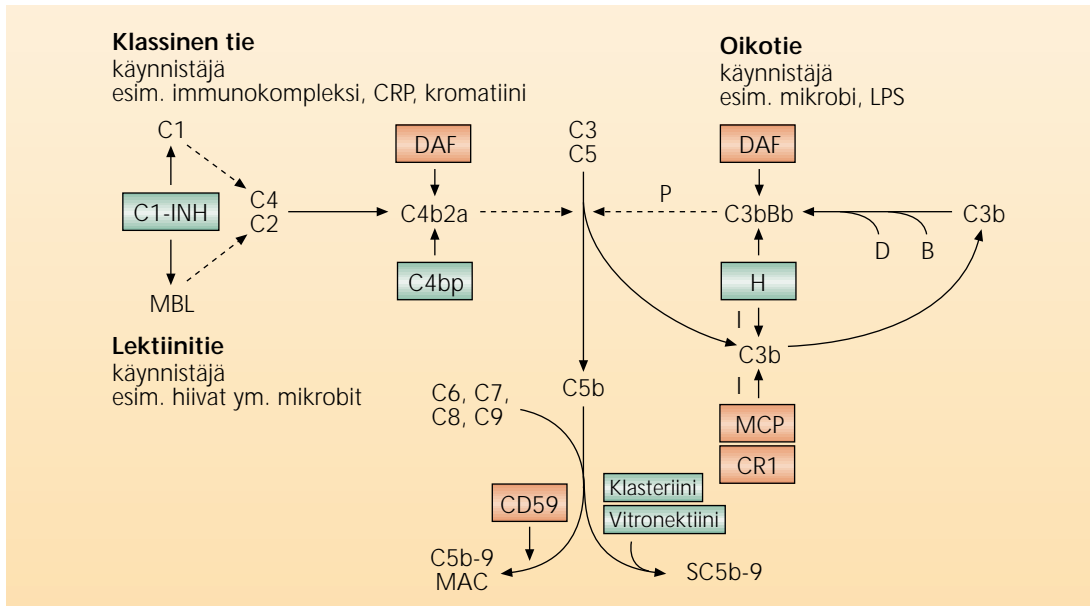 Klassinen tie
käynnistäjä
esim. immunokompleksi, CRP, kromatiini
Oikotie
käynnistäjä
esim. mikrobi, LPS
C1
C1-INH
MBL
C4
C2
DAF
C4b2a
C4bp
C3
C5
P
DAF
C3bBb
H
D
B
C3b
I
C3b
I
MCP
CR1
Lektiinitie
käynnistäjä
esim. hiivat ym. mikrobit
C6, C7,
C8, C9
C5b
CD59
Klasteriini
Vitronektiini
C5b-9
MAC
SC5b-9